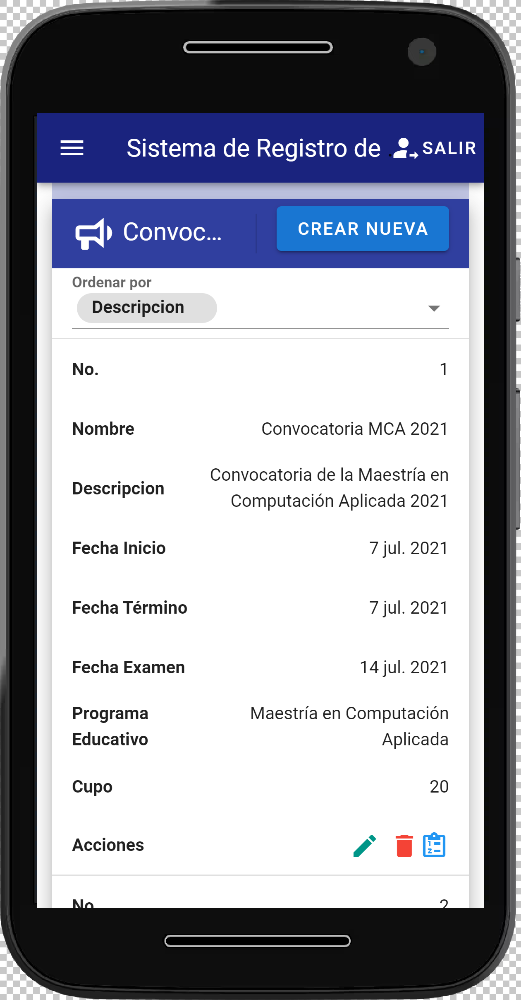 Sistema de Registro de .
SALIR
Convoc...
CREAR NUEVA
Ordenar por
Descripcion
No.
1
Nombre
Convocatoria MCA 2021
Descripcion
Convocatoria de la Maestría en
Computación Aplicada 2021
Fecha Inicio
7 jul. 2021
Fecha Término
7 jul. 2021
Fecha Examen
14 jul. 2021
Programa
Educativo
Maestría en Computación
Aplicada
Cupo
20
Acciones
No
2